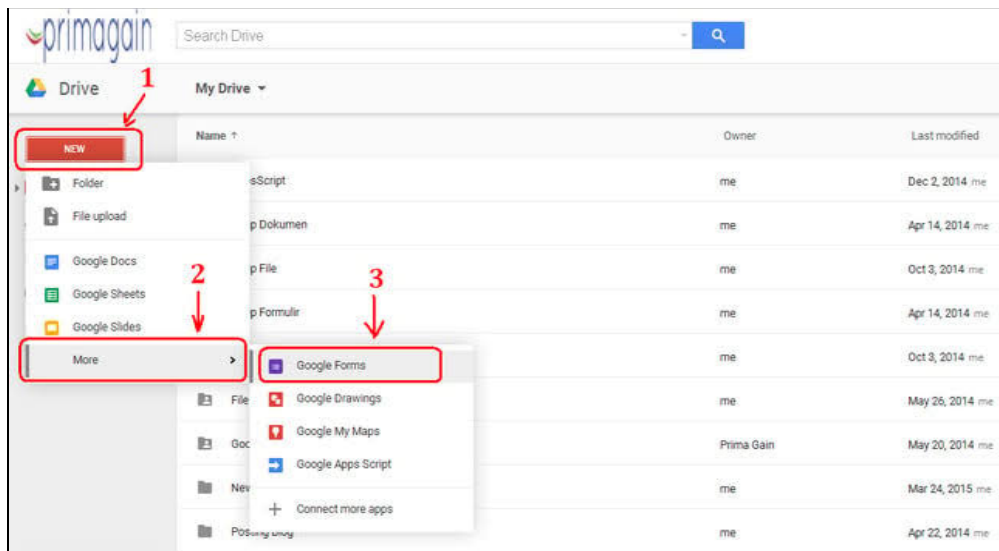 primagain
Search Drive
Drive
1
My Drive
NEW
Name ↑ Owner Last modified
Folder
sScript me Dec 2, 2014 me
File upload
p Dokumen me Apr 14, 2014 me
Google Docs
2
p File me Oct 3, 2014 me
3
Google Sheets
p Formulir me Apr 14, 2014 me
Google Slides
More
me Oct 3, 2014 me
Google Forms
Google Drawings
File me May 26, 2014 me
Google My Maps
Goo Prima Gain May 20, 2014 me
Google Apps Script
New me Mar 24, 2015 me
Connect more apps
Posting Blog me Apr 22, 2014 me